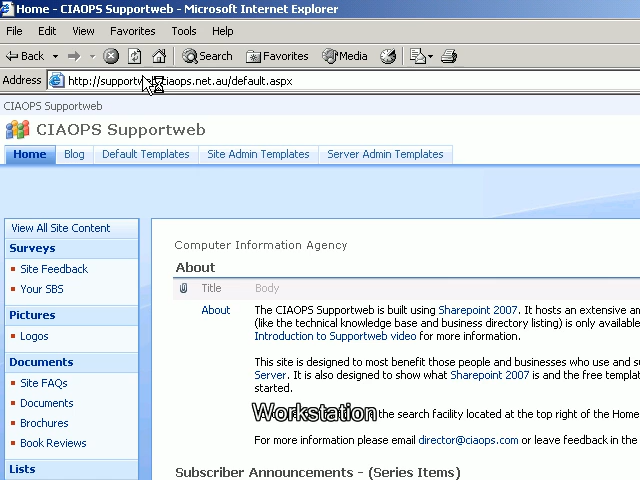 Home - CIAOPS Supportweb - Microsoft Internet Explorer
File Edit View Favorites Tools Help
Back Search Favorites Media
Address http://supportw ciaops.net.au/default.aspx
CIAOPS Supportweb
CIAOPS Supportweb
Home Blog Default Templates Site Admin Templates Server Admin Templates
View All Site Content
Surveys
Site Feedback
Your SBS
Pictures
Logos
Documents
Site FAQs
Documents
Brochures
Book Reviews
Lists
Computer Information Agency
About
Title Body
About The CIAOPS Supportweb is built using Sharepoint 2007. It hosts an extensive
(like the technical knowledge base and business directory listing) is only available
Introduction to Supportweb video for more information.
This site is designed to most benefit those people and businesses who use and
Server. It is also designed to show what Sharepoint 2007 is and the free
started.
Workstation
the search facility located at the top right of the Home
For more information please email director@ciaops.com or leave feedback in the
Subscriber Announcements - (Series Items)